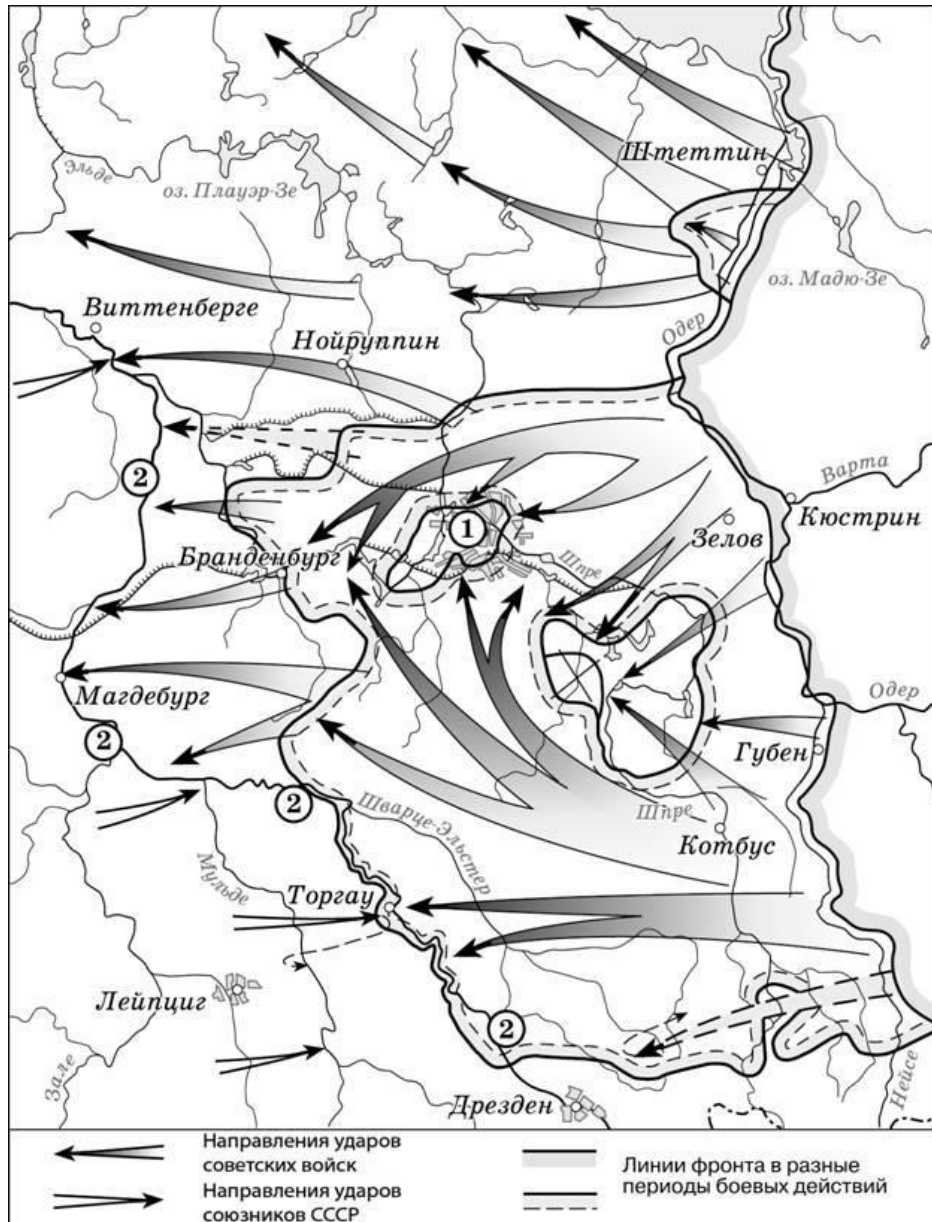 Штеттин
Эльде
оз. Плауэр-Зе
оз. Мадю-Зе
Виттенберге
Одер
Нойруппин
2
Варта
1
Кюстрин
Зелов
Бранденбург
Шпре
Магдебург
Одер
2
Губен
2
Шварце-Эльстер
Шпре
Котбус
Мульде
Торгау
Лейпциг
2
Зале
Дрезден
Нейсе
Направления ударов
советских войск
Направления ударов
союзников СССР
Линии фронта в разные
периоды боевых действий